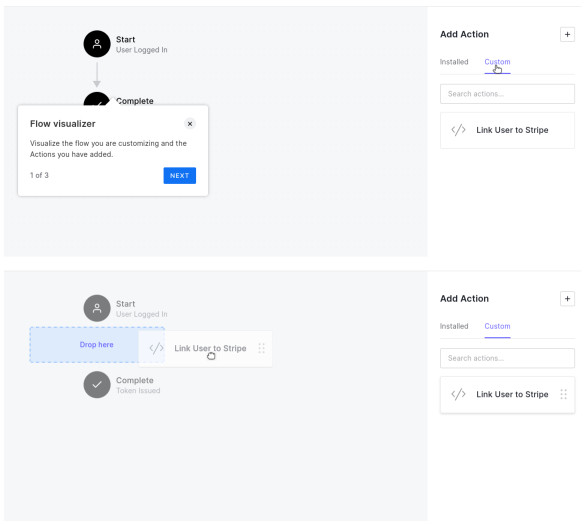 Start
User Logged In
Complete
Flow visualizer
Visualize the flow you are customizing and the
Actions you have added.
1 of 3
NEXT
Add Action
Installed Custom
Search actions...
</> Link User to Stripe
Start
User Logged In
Drop here
</> Link User to Stripe
Complete
Token Issued
Add Action
Installed Custom
Search actions...
</> Link User to Stripe